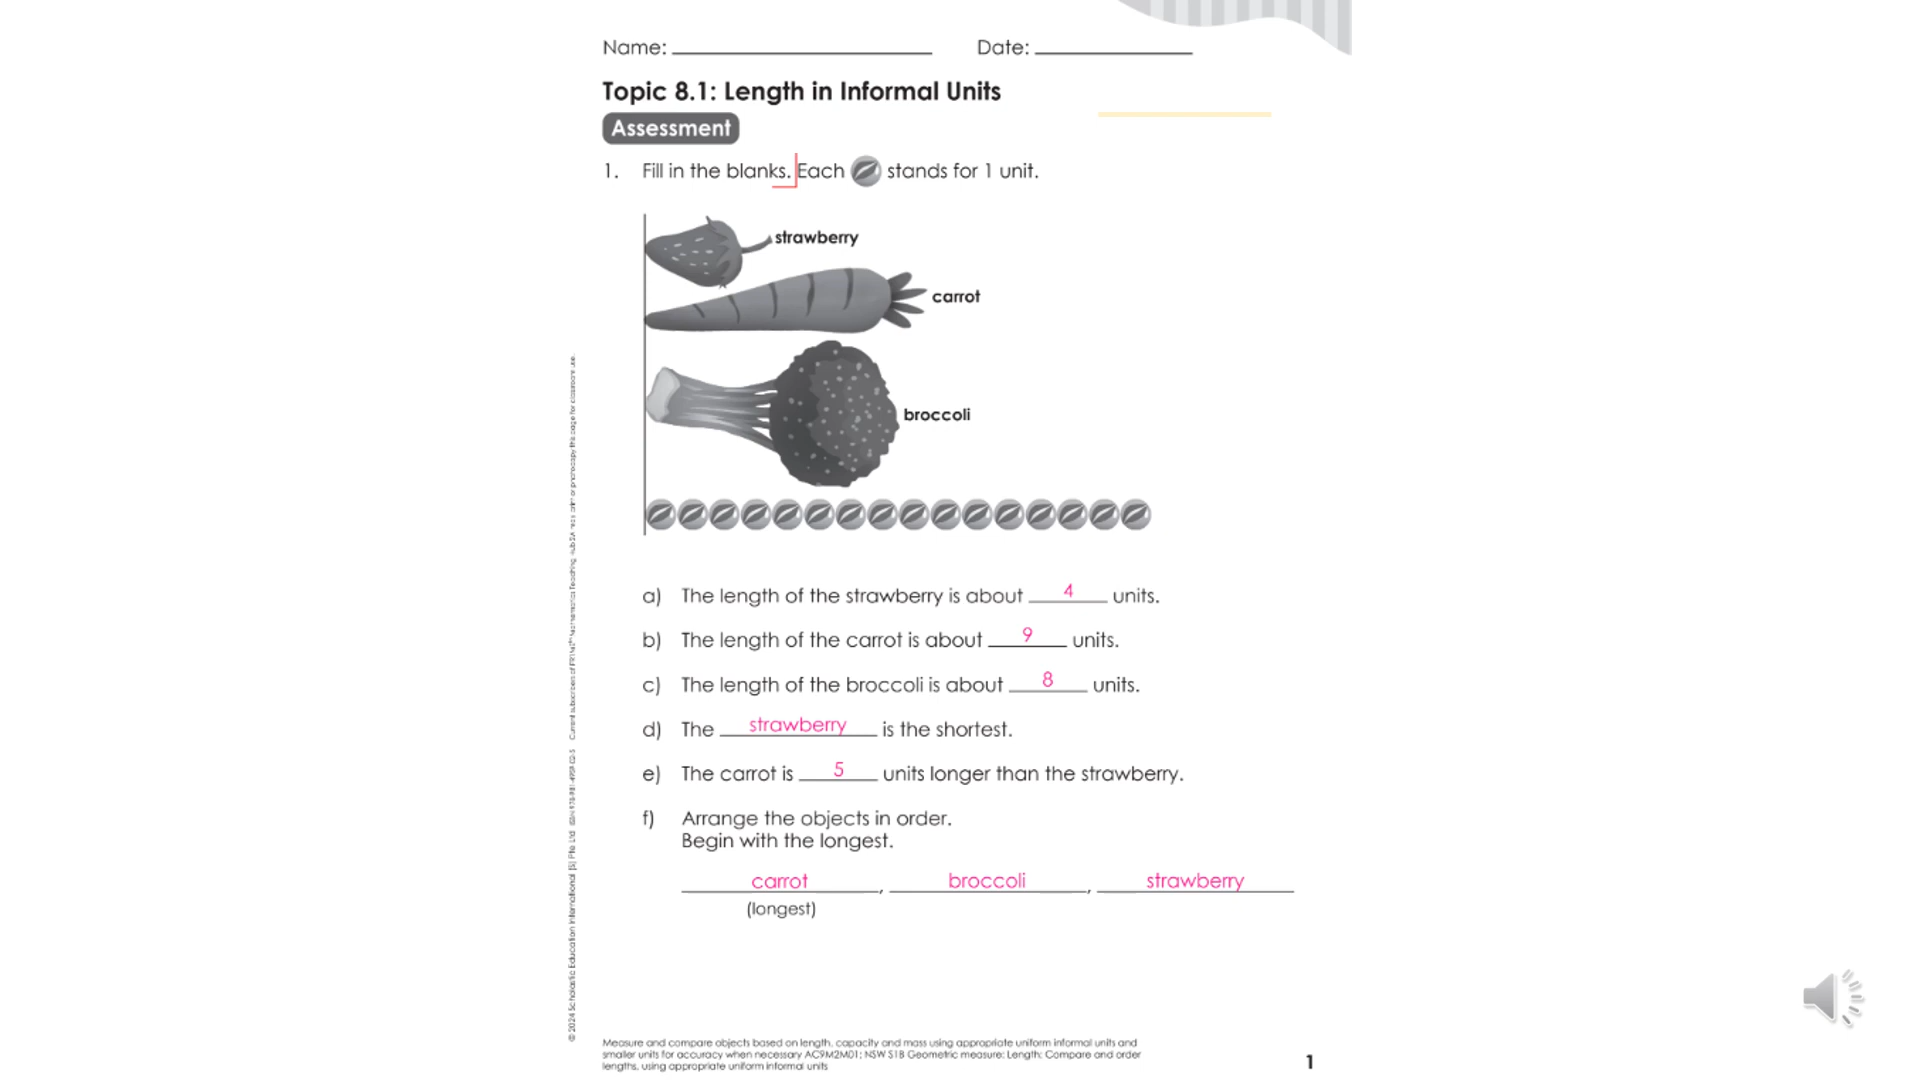 Name: Date:
Topic 8.1: Length in Informal Units
Assessment
1. Fill in the blanks. Each stands for 1 unit.
strawberry
carrot
broccoli
a) The length of the strawberry is about 4 units.
b) The length of the carrot is about 9 units.
c) The length of the broccoli is about 8 units.
d) The strawberry is the shortest.
e) The carrot is 5 units longer than the strawberry.
f) Arrange the objects in order.
Begin with the longest.
carrot, broccoli, strawberry
(longest)
Measure and compare objects based on length, capacity and mass using appropriate uniform informal units and
smaller units for accuracy when necessary AC9M2M01; NSW S1B Geometric measure: Length: Compare and order
lengths, using appropriate uniform informal units
1
© 2024 Scholastic Education International (S) Pte Ltd